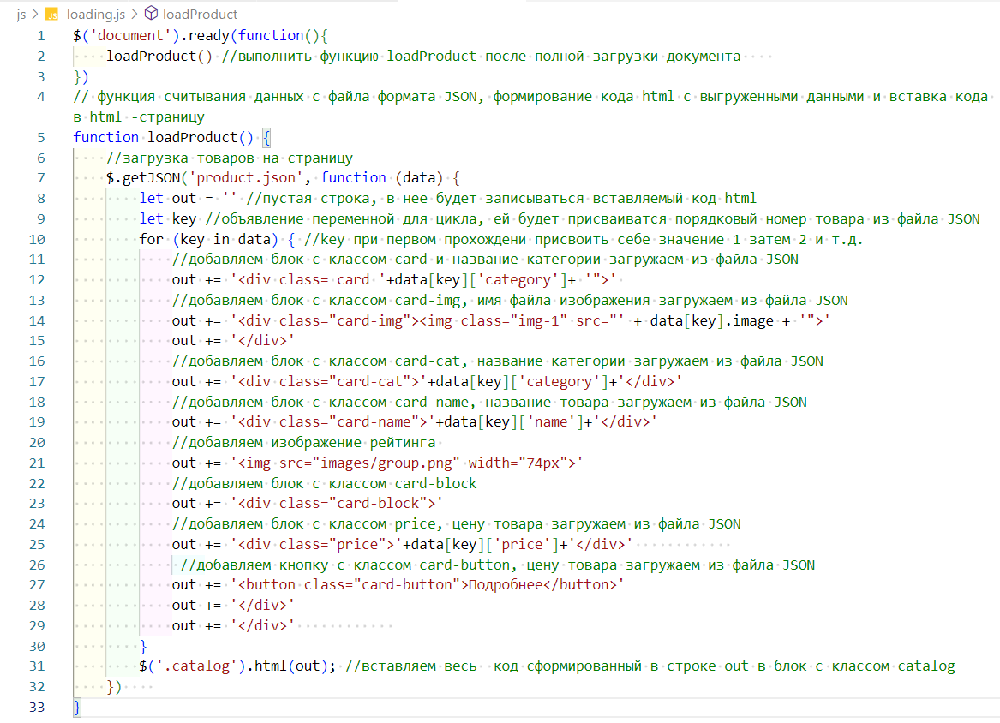 js > JS loading.js > loadProduct
1 $('document').ready(function(){
2     loadProduct() //выполнить функцию loadProduct после полной загрузки документа
3 })
4 // функция считывания данных с файла формата JSON, формирование кода html с выгруженными данными и вставка кода
в html -страницу
5 function loadProduct() {
6     //загрузка товаров на страницу
7     $.getJSON('product.json', function (data) {
8         let out = '' //пустая строка, в нее будет записываться вставляемый код html
9         let key //объявление переменной для цикла, ей будет присваиватся порядковый номер товара из файла JSON
10         for (key in data) { //key при первом прохождени присвоить себе значение 1 затем 2 и т.д.
11             //добавляем блок с классом card и название категории загружаем из файла JSON
12             out += '<div class= card '+data[key]['category']+ '">'
13             //добавляем блок с классом card-img, имя файла изображения загружаем из файла JSON
14             out += '<div class="card-img"><img class="img-1" src="' + data[key].image + '">'
15             out += '</div>'
16             //добавляем блок с классом card-cat, название категории загружаем из файла JSON
17             out += '<div class="card-cat">'+data[key]['category']+'</div>'
18             //добавляем блок с классом card-name, название товара загружаем из файла JSON
19             out += '<div class="card-name">'+data[key]['name']+'</div>'
20             //добавляем изображение рейтинга
21             out += '<img src="images/group.png" width="74px">'
22             //добавляем блок с классом card-block
23             out += '<div class="card-block">'
24             //добавляем блок с классом price, цену товара загружаем из файла JSON
25             out += '<div class="price">'+data[key]['price']+'</div>'
26              //добавляем кнопку с классом card-button, цену товара загружаем из файла JSON
27             out += '<button class="card-button">Подробнее</button>'
28             out += '</div>'
29             out += '</div>'
30         }
31         $('.catalog').html(out); //вставляем весь  код сформированный в строке out в блок с классом catalog
32     })
33 }